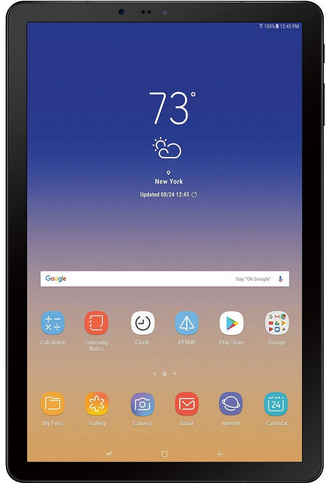 100% 12:45 PM
73°
New York
Updated 08/24 12:45
Google
Say "Ok Google"
Calculator
Samsung
Notes
Clock
PENUP
Play Store
Google
My Files
Gallery
Camera
Email
Internet
24
Calendar